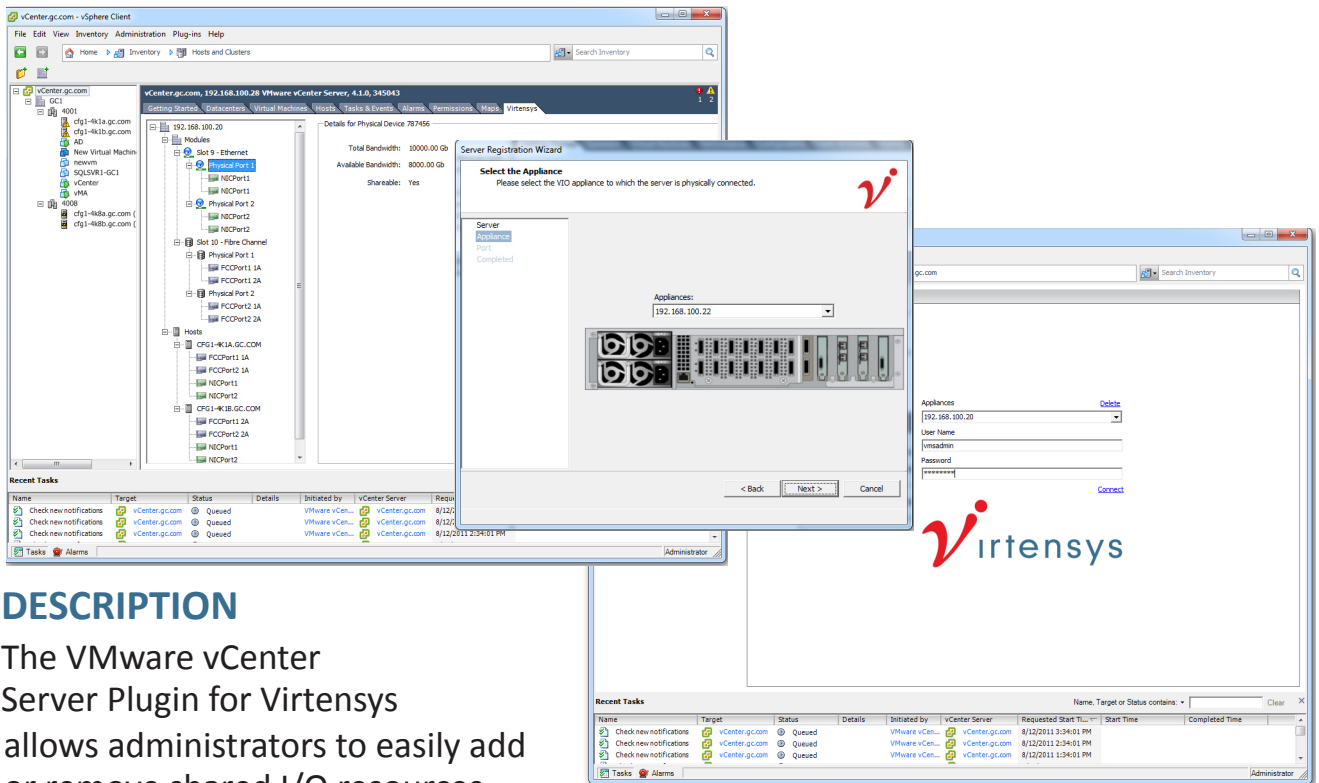 vCenter.gc.com - vSphere Client
File Edit View Inventory Administration Plug-ins Help
Home Inventory Hosts and Clusters
Search Inventory
vCenter.gc.com
GC1
4001
cfg1-4k1a.gc.com
cfg1-4k1b.gc.com
AD
New Virtual Machin
newvm
SQLSVR1-GC1
vCenter
vMA
4008
cfg1-4k8a.gc.com (
cfg1-4k8b.gc.com (
vCenter.gc.com, 192.168.100.28 VMware vCenter Server, 4.1.0, 345043
1 2
Getting Started Datacenters Virtual Machines Hosts Tasks & Events Alarms Permissions Maps Virtensys
192.168.100.20
Modules
Slot 9 - Ethernet
Physical Port 1
NICPort1
NICPort1
Physical Port 2
NICPort2
NICPort2
Slot 10 - Fibre Channel
Physical Port 1
FCCPort1 1A
FCCPort1 2A
Physical Port 2
FCCPort2 1A
FCCPort2 2A
Hosts
CFG1-4K1A.GC.COM
FCCPort1 1A
FCCPort2 1A
NICPort1
NICPort2
CFG1-4K1B.GC.COM
FCCPort1 2A
FCCPort2 2A
NICPort1
NICPort2
Details for Physical Device 787456
Total Bandwidth: 10000.00 Gb
Available Bandwidth: 8000.00 Gb
Shareable: Yes
Recent Tasks
Name Target Status Details Initiated by vCenter Server
Check new notifications vCenter.gc.com Queued VMware vCen... vCenter.gc.com 8/12/2
Check new notifications vCenter.gc.com Queued VMware vCen... vCenter.gc.com 8/12/
Check new notifications vCenter.gc.com Queued VMware vCen... vCenter.gc.com 8/12/2011 2:34:01 PM
Tasks Alarms
Administrator
Server Registration Wizard
Select the Appliance
Please select the VIO appliance to which the server is physically connected.
Server
Appliance
Port
Completed
Appliances:
192.168.100.22
< Back Next > Cancel
.gc.com
Search Inventory
Appliances Delete
192.168.100.20
User Name
vmsadmin
Password
********
Connect
virtensys
Recent Tasks
Name, Target or Status contains: Clear
Name Target Status Details Initiated by vCenter Server Requested Start Ti... Start Time Completed Time
Check new notifications vCenter.gc.com Queued VMware vCen... vCenter.gc.com 8/12/2011 3:34:01 PM
Check new notifications vCenter.gc.com Queued VMware vCen... vCenter.gc.com 8/12/2011 2:34:01 PM
Check new notifications vCenter.gc.com Queued VMware vCen... vCenter.gc.com 8/12/2011 1:34:01 PM
Tasks Alarms
Administrator
DESCRIPTION
The VMware vCenter
Server Plugin for Virtensys
allows administrators to easily add
or remove shared I/O resources